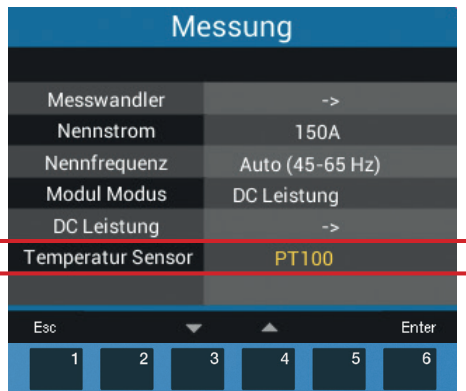 Messung
Messwandler ->
Nennstrom 150A
Nennfrequenz Auto (45-65 Hz)
Modul Modus DC Leistung
DC Leistung ->
Temperatur Sensor PT100
Esc Enter
1 2 3 4 5 6